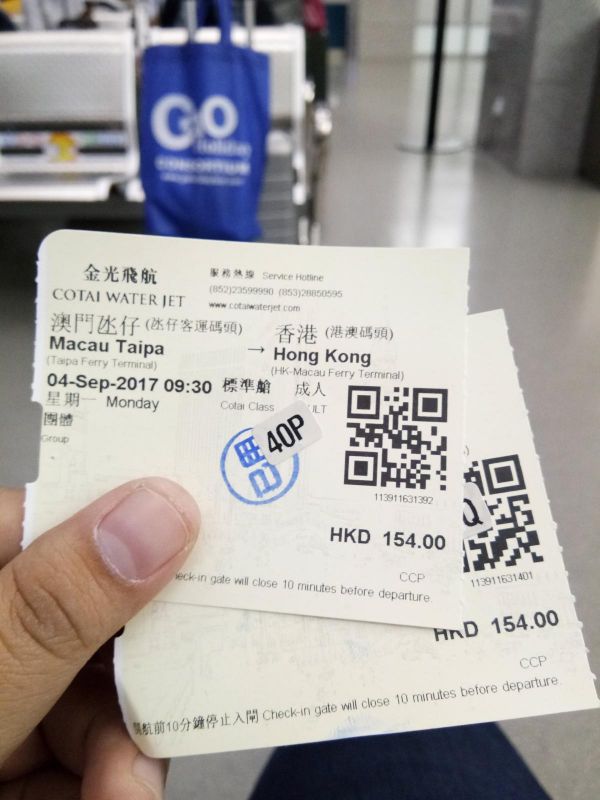 Go
CONSORTIUM
金光飛航
COTAI WATER JET
服務熱線 Service Hotline
(852)23599990 (853)28850595
www.cotaiwaterjet.com
澳門氹仔 (氹仔客運碼頭)
Macau Taipa
(Taipa Ferry Terminal)
→ 香港 (港澳碼頭)
Hong Kong
(HK-Macau Ferry Terminal)
04-Sep-2017 09:30 標準艙 成人
星期一 Monday Cotai Class ULT
團體
Group
40P
113911631392
HKD 154.00
CCP
eck-in gate will close 10 minutes before departure.
Q
113911631401
HKD 154.00
CCP
開航前10分鐘停止入閘 Check-in gate will close 10 minutes before departure.